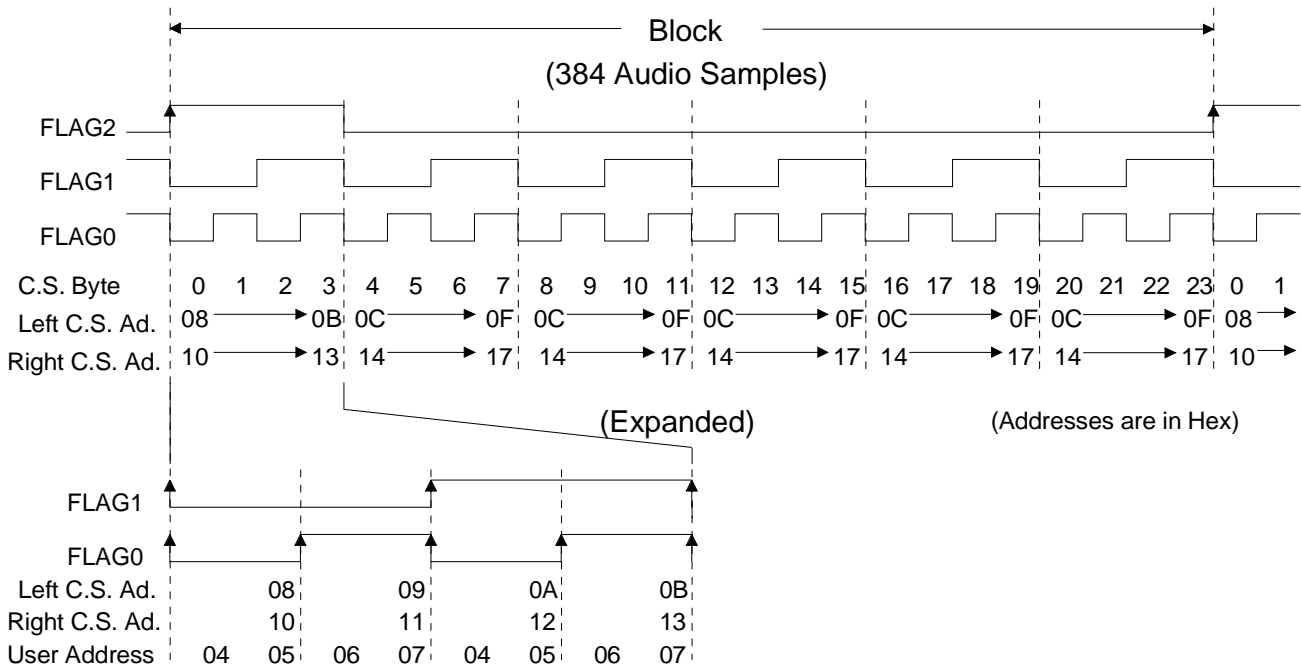 Block
(384 Audio Samples)
FLAG2
FLAG1
FLAG0
C.S. Byte 0 1 2 3 4 5 6 7 8 9 10 11 12 13 14 15 16 17 18 19 20 21 22 23 0 1
Left C.S. Ad. 08 0B 0C 0F 0C 0F 0C 0F 0C 0F 0C 0F 08
Right C.S. Ad. 10 13 14 17 14 17 14 17 14 17 14 17 10
(Expanded) (Addresses are in Hex)
FLAG1
FLAG0
Left C.S. Ad. 08 09 0A 0B
Right C.S. Ad. 10 11 12 13
User Address 04 05 06 07 04 05 06 07